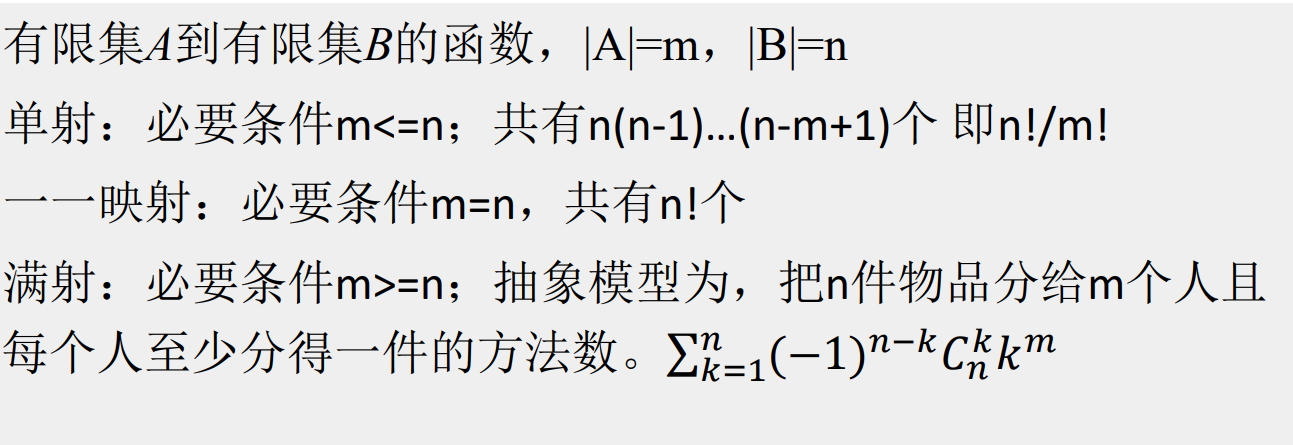 有限集A到有限集B的函数，|A|=m，|B|=n
单射：必要条件m<=n；共有n(n-1)…(n-m+1)个 即n!/m!
一一映射：必要条件m=n，共有n!个
满射：必要条件m>=n；抽象模型为，把n件物品分给m个人且
每个人至少分得一件的方法数。$\sum_{k=1}^{n}(-1)^{n-k}C_n^k k^m$